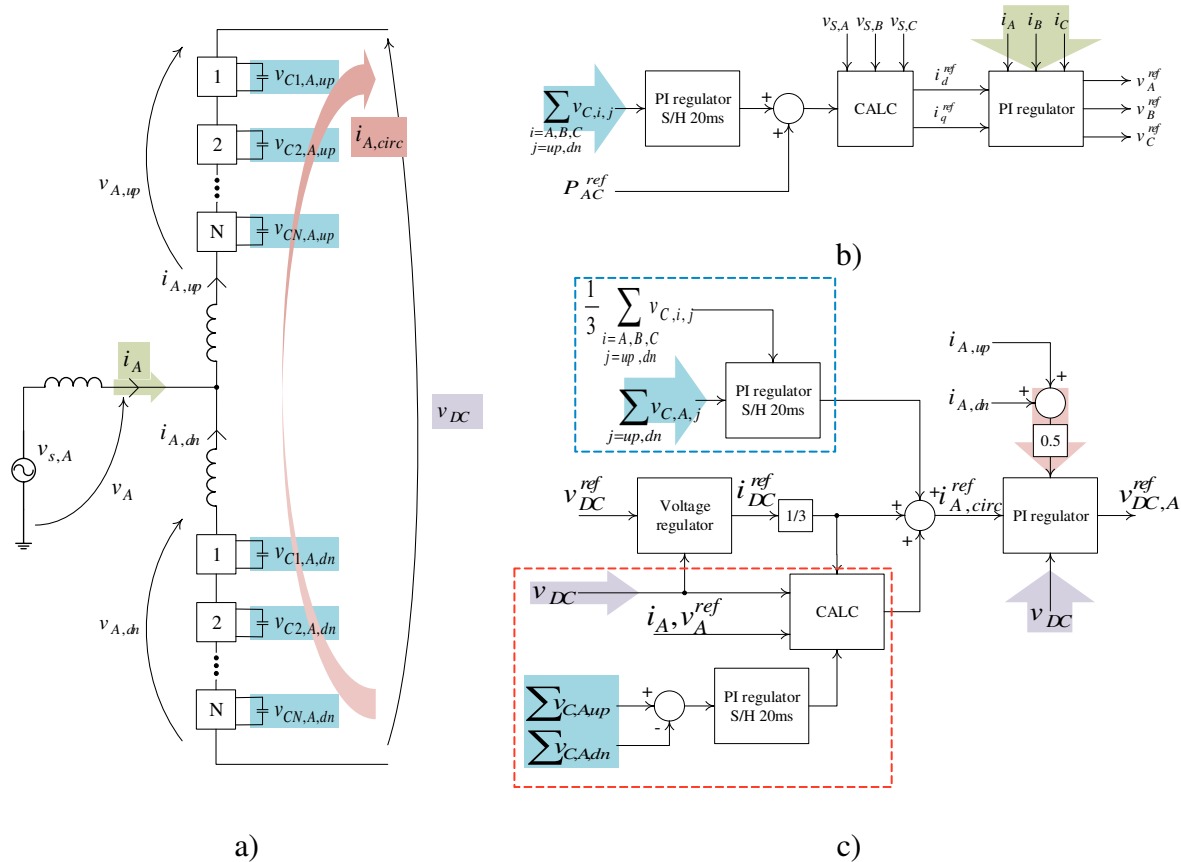 1
v_{C1,A,up}
2
v_{C2,A,up}
N
v_{CN,A,up}
v_{A,up}
i_{A,circ}
i_{A,up}
i_A
v_{DC}
i_{A,dn}
v_{s,A}
v_A
1
v_{C1,A,dn}
2
v_{C2,A,dn}
N
v_{CN,A,dn}
v_{A,dn}
a)
v_{S,A} v_{S,B} v_{S,C}
i_A i_B i_C
∑ v_{C,i,j}
i=A,B,C
j=up,dn
PI regulator
S/H 20ms
+
+
CALC
i_d^{ref}
i_q^{ref}
PI regulator
v_A^{ref}
v_B^{ref}
v_C^{ref}
P_{AC}^{ref}
b)
1/3 ∑ v_{C,i,j}
i=A,B,C
j=up,dn
∑ v_{C,A,j}
j=up,dn
PI regulator
S/H 20ms
i_{A,up}
+
i_{A,dn}
+
0.5
v_{DC}^{ref}
Voltage
regulator
i_{DC}^{ref}
1/3
+
+
+
i_{A,circ}^{ref}
PI regulator
v_{DC,A}^{ref}
v_{DC}
v_{DC}
i_A, v_A^{ref}
CALC
∑v_{C,A,up}
+
-
∑v_{C,A,dn}
PI regulator
S/H 20ms
c)